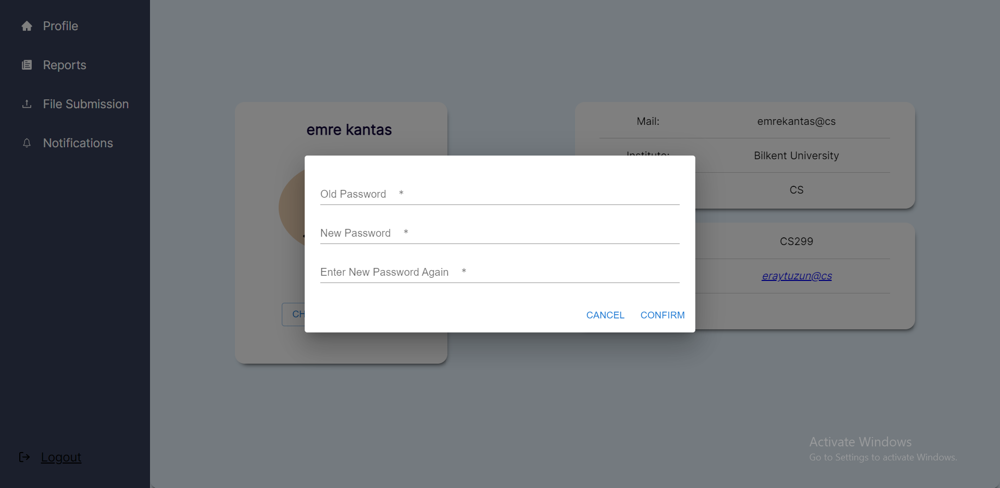 Profile
Reports
File Submission
Notifications
Logout
emre kantas
Mail: emrekantas@cs
Institute: Bilkent University
CS
Old Password *
New Password *
Enter New Password Again *
CANCEL CONFIRM
CS299
eraytuzun@cs
Activate Windows
Go to Settings to activate Windows.